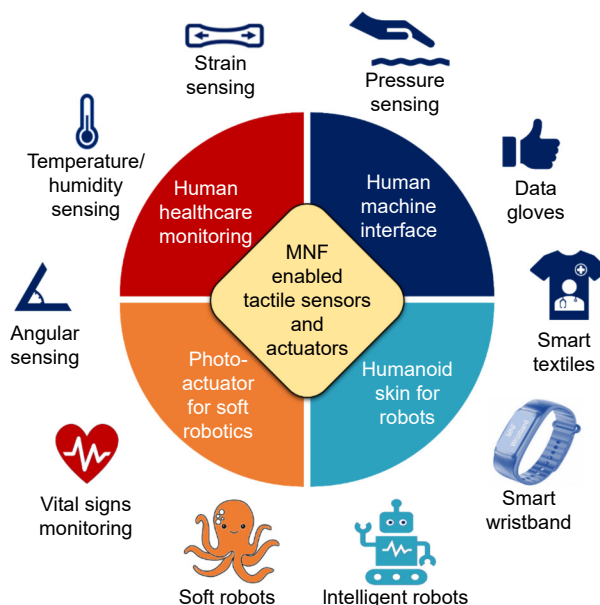 Strain
sensing
Pressure
sensing
Temperature/
humidity
sensing
Data
gloves
Angular
sensing
Smart
textiles
Vital signs
monitoring
Smart
wristband
Soft robots
Intelligent robots
Human
healthcare
monitoring
Human
machine
interface
MNF
enabled
tactile sensors
and
actuators
Photo-
actuator
for soft
robotics
Humanoid
skin for
robots
MNF
wristband